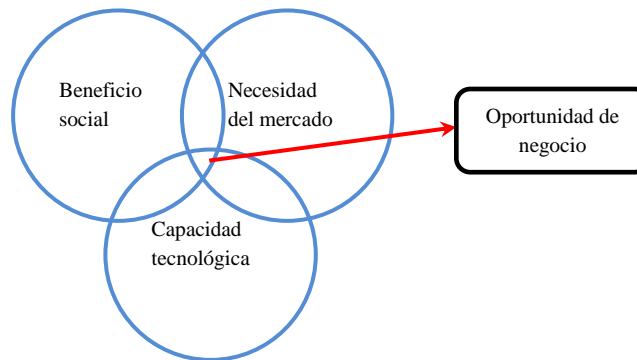 Beneficio
social
Necesidad
del mercado
Oportunidad de
negocio
Capacidad
tecnológica